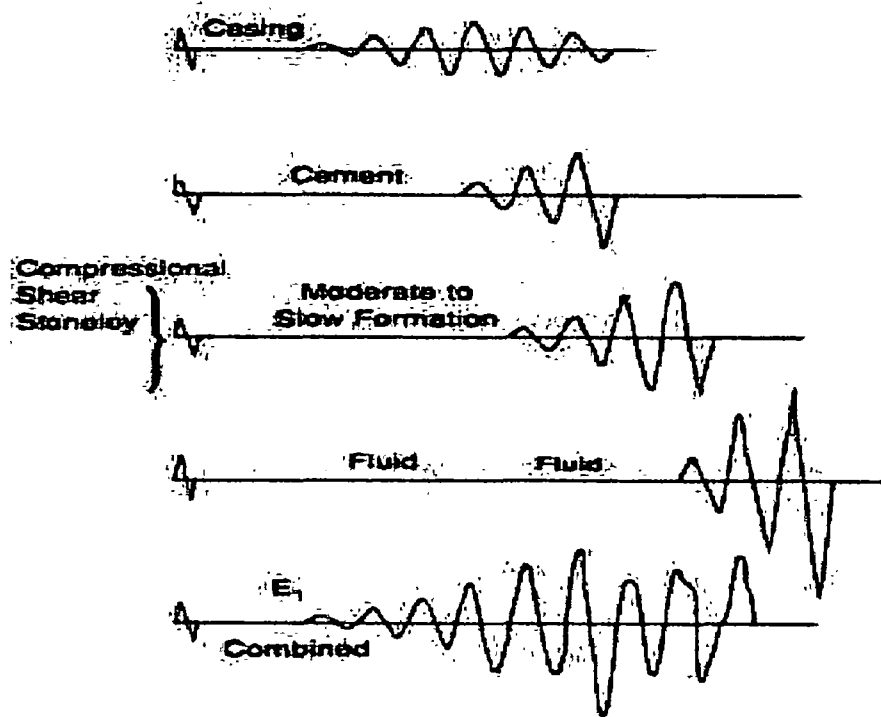 Casing
Cement
Compressional
Shear
Stoneley
Moderate to
Slow Formation
Fluid
Fluid
E1
Combined